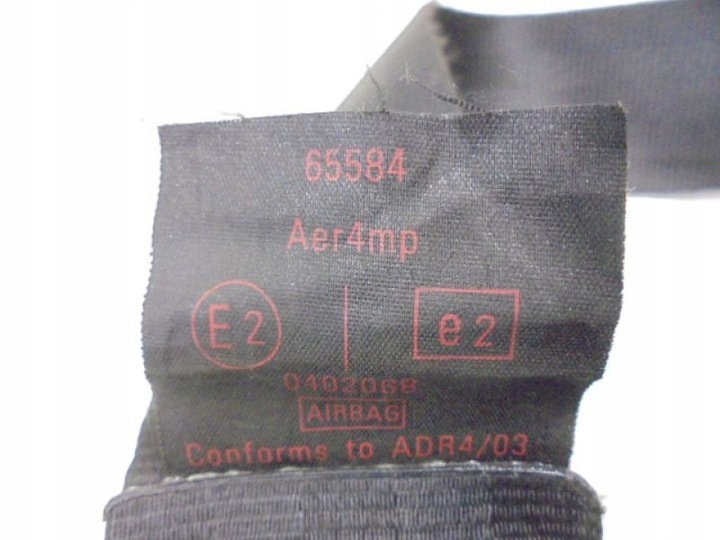 65584
Aer4mp
E2 e2
0402068
AIRBAG
Conforms to ADR4/03